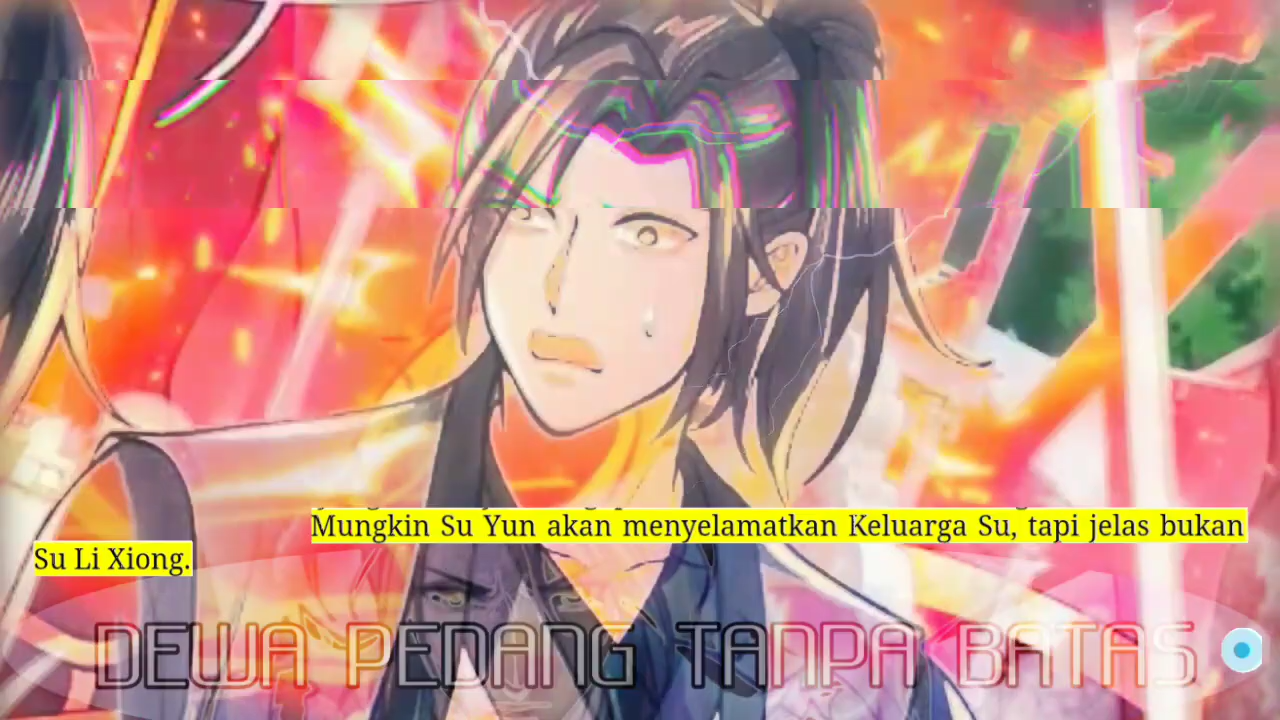 Mungkin Su Yun akan menyelamatkan Keluarga Su, tapi jelas bukan
Su Li Xiong.
DEWA PEDANG TANPA BATAS